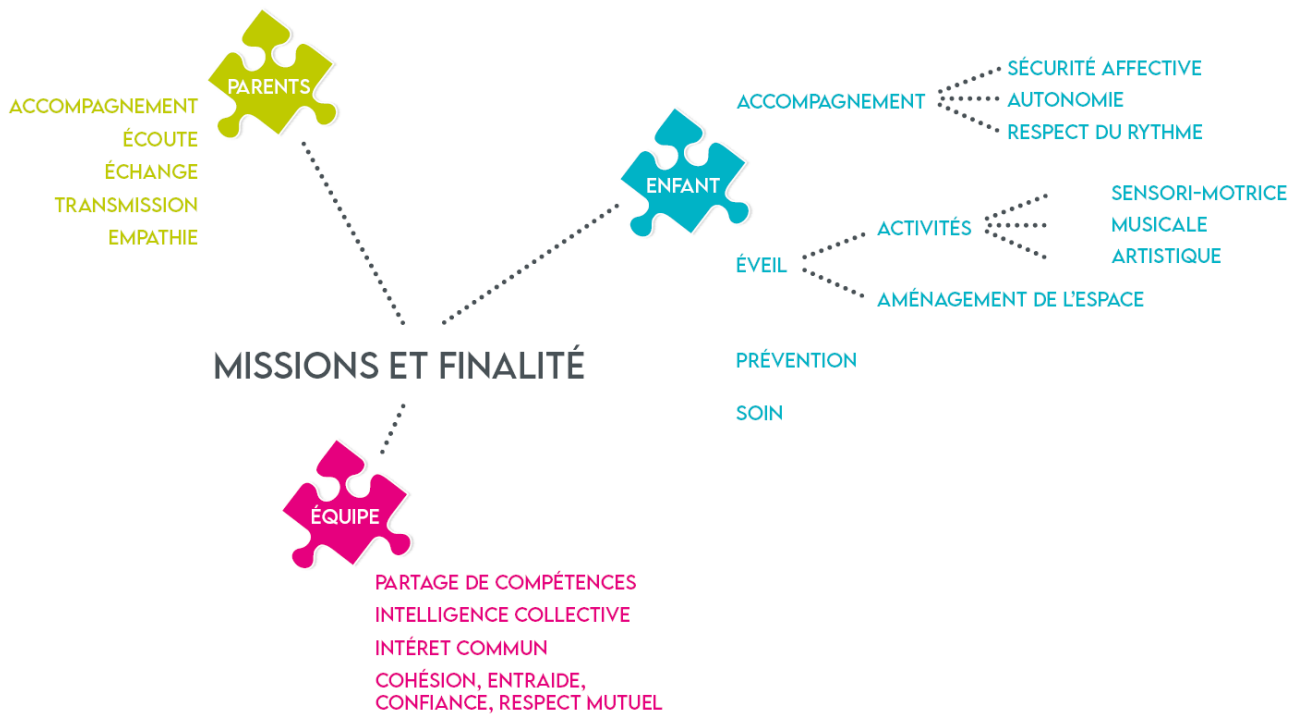 PARENTS
ACCOMPAGNEMENT
ÉCOUTE
ÉCHANGE
TRANSMISSION
EMPATHIE
ENFANT
ACCOMPAGNEMENT
SÉCURITÉ AFFECTIVE
AUTONOMIE
RESPECT DU RYTHME
ÉVEIL
ACTIVITÉS
SENSORI-MOTRICE
MUSICALE
ARTISTIQUE
AMÉNAGEMENT DE L'ESPACE
PRÉVENTION
SOIN
MISSIONS ET FINALITÉ
ÉQUIPE
PARTAGE DE COMPÉTENCES
INTELLIGENCE COLLECTIVE
INTÉRET COMMUN
COHÉSION, ENTRAIDE,
CONFIANCE, RESPECT MUTUEL